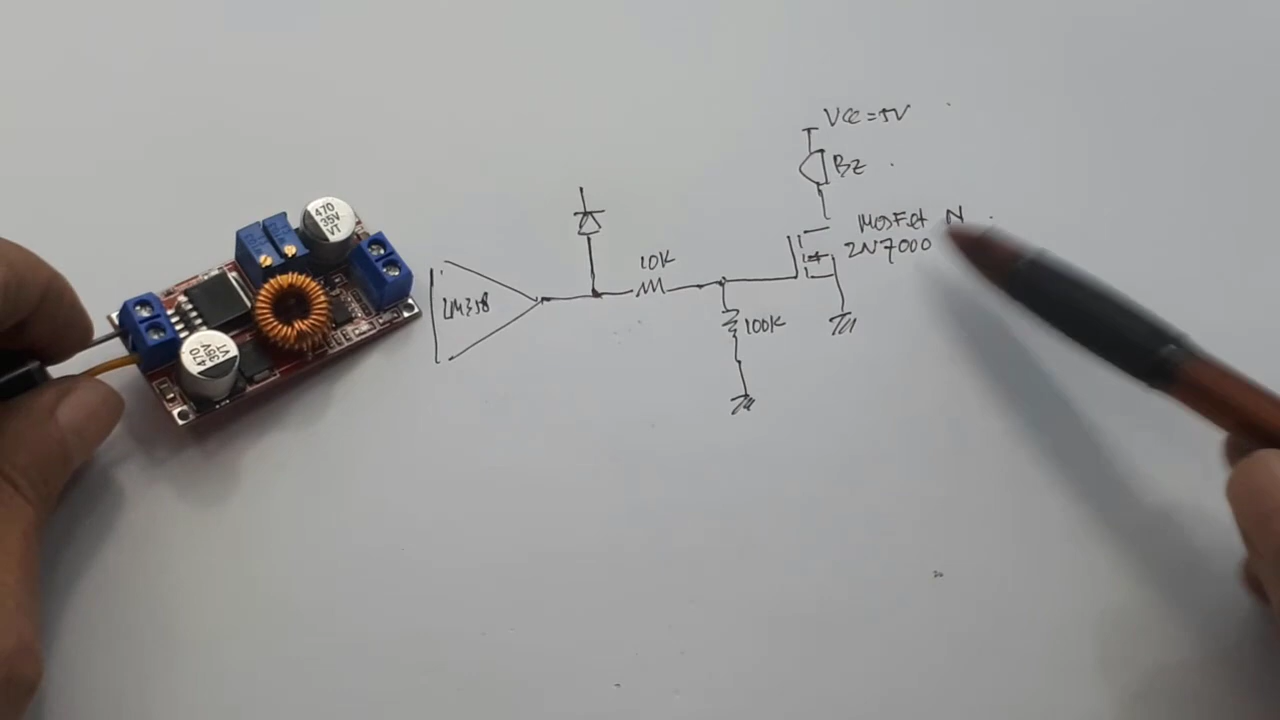 470
35V
VT
470
35V
VT
LM358
10K
100K
VCC=5V
BZ
MosFet N
2N7000